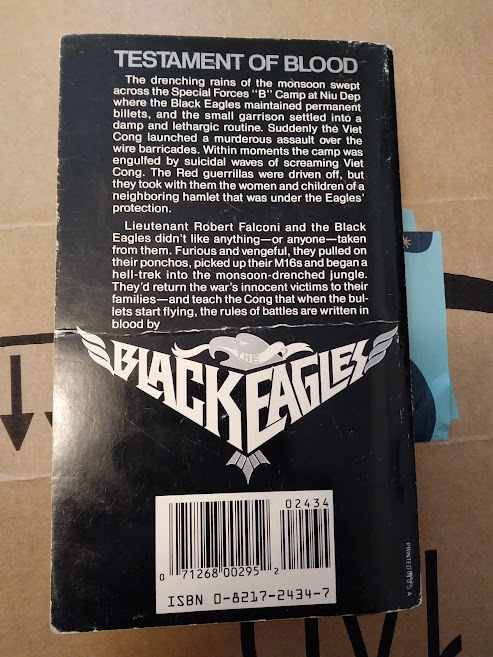 TESTAMENT OF BLOOD
The drenching rains of the monsoon swept
across the Special Forces "B" Camp at Niu Dep
where the Black Eagles maintained permanent
billets, and the small garrison settled into a
damp and lethargic routine. Suddenly the Viet
Cong launched a murderous assault over the
wire barricades. Within moments the camp was
engulfed by suicidal waves of screaming Viet
Cong. The Red guerrillas were driven off, but
they took with them the women and children of a
neighboring hamlet that was under the Eagles'
protection.
Lieutenant Robert Falconi and the Black
Eagles didn't like anything—or anyone—taken
from them. Furious and vengeful, they pulled on
their ponchos, picked up their M16s and began a
hell-trek into the monsoon-drenched jungle.
They'd return the war's innocent victims to their
families—and teach the Cong that when the bul-
lets start flying, the rules of battles are written in
blood by
THE
BLACK EAGLES
02434
0 71268 00295 2
ISBN 0-8217-2434-7
PRINTED IN U.S.A